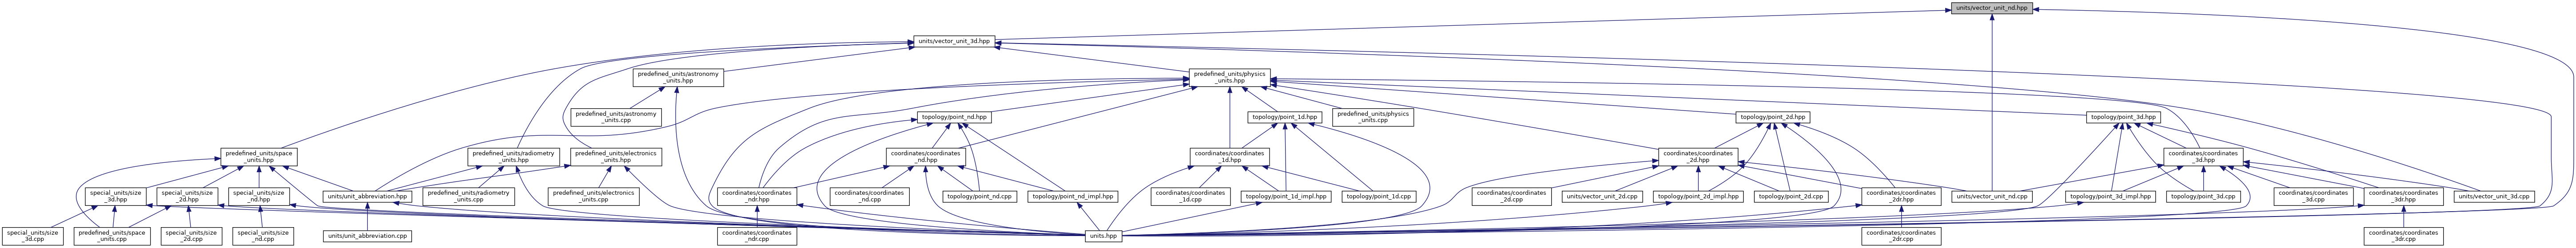 units/vector_unit_nd.hpp
units/vector_unit_3d.hpp
predefined_units/astronomy
_units.hpp
predefined_units/physics
_units.hpp
predefined_units/astronomy
_units.cpp
topology/point_nd.hpp
topology/point_1d.hpp
predefined_units/physics
_units.cpp
topology/point_2d.hpp
topology/point_3d.hpp
predefined_units/space
_units.hpp
predefined_units/radiometry
_units.hpp
predefined_units/electronics
_units.hpp
coordinates/coordinates
_nd.hpp
coordinates/coordinates
_1d.hpp
coordinates/coordinates
_2d.hpp
coordinates/coordinates
_3d.hpp
special_units/size
_3d.hpp
special_units/size
_2d.hpp
special_units/size
_nd.hpp
units/unit_abbreviation.hpp
predefined_units/radiometry
_units.cpp
predefined_units/electronics
_units.cpp
coordinates/coordinates
_ndr.hpp
coordinates/coordinates
_nd.cpp
topology/point_nd.cpp
topology/point_nd_impl.hpp
coordinates/coordinates
_1d.cpp
topology/point_1d_impl.hpp
topology/point_1d.cpp
coordinates/coordinates
_2d.cpp
units/vector_unit_2d.cpp
topology/point_2d_impl.hpp
topology/point_2d.cpp
coordinates/coordinates
_2dr.hpp
units/vector_unit_nd.cpp
topology/point_3d_impl.hpp
topology/point_3d.cpp
coordinates/coordinates
_3d.cpp
coordinates/coordinates
_3dr.hpp
units/vector_unit_3d.cpp
special_units/size
_3d.cpp
predefined_units/space
_units.cpp
special_units/size
_2d.cpp
special_units/size
_nd.cpp
units/unit_abbreviation.cpp
coordinates/coordinates
_ndr.cpp
units.hpp
coordinates/coordinates
_2dr.cpp
coordinates/coordinates
_3dr.cpp